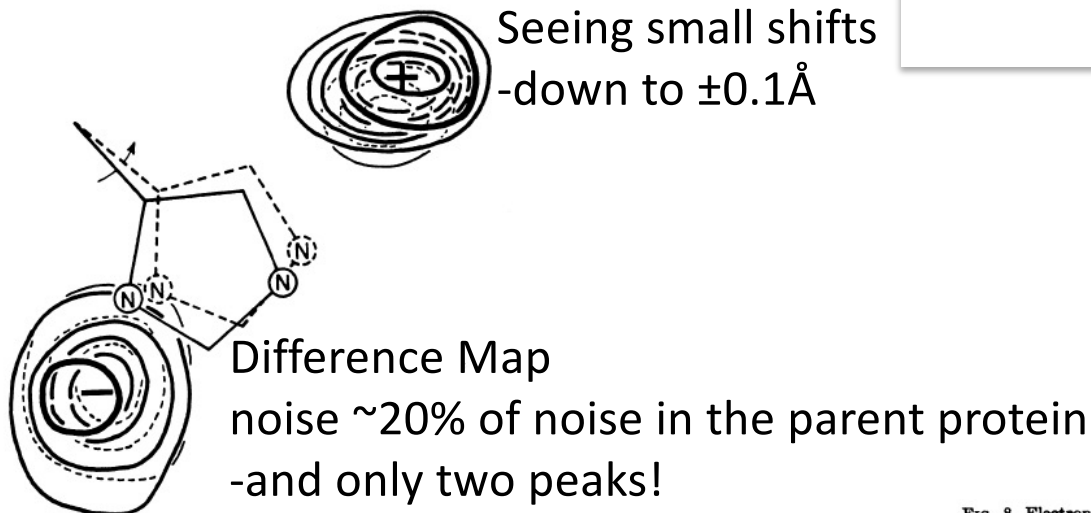 Seeing small shifts
-down to ±0.1Å
+
N
N
N
N
Difference Map
noise ~20% of noise in the parent protein
-and only two peaks!
−